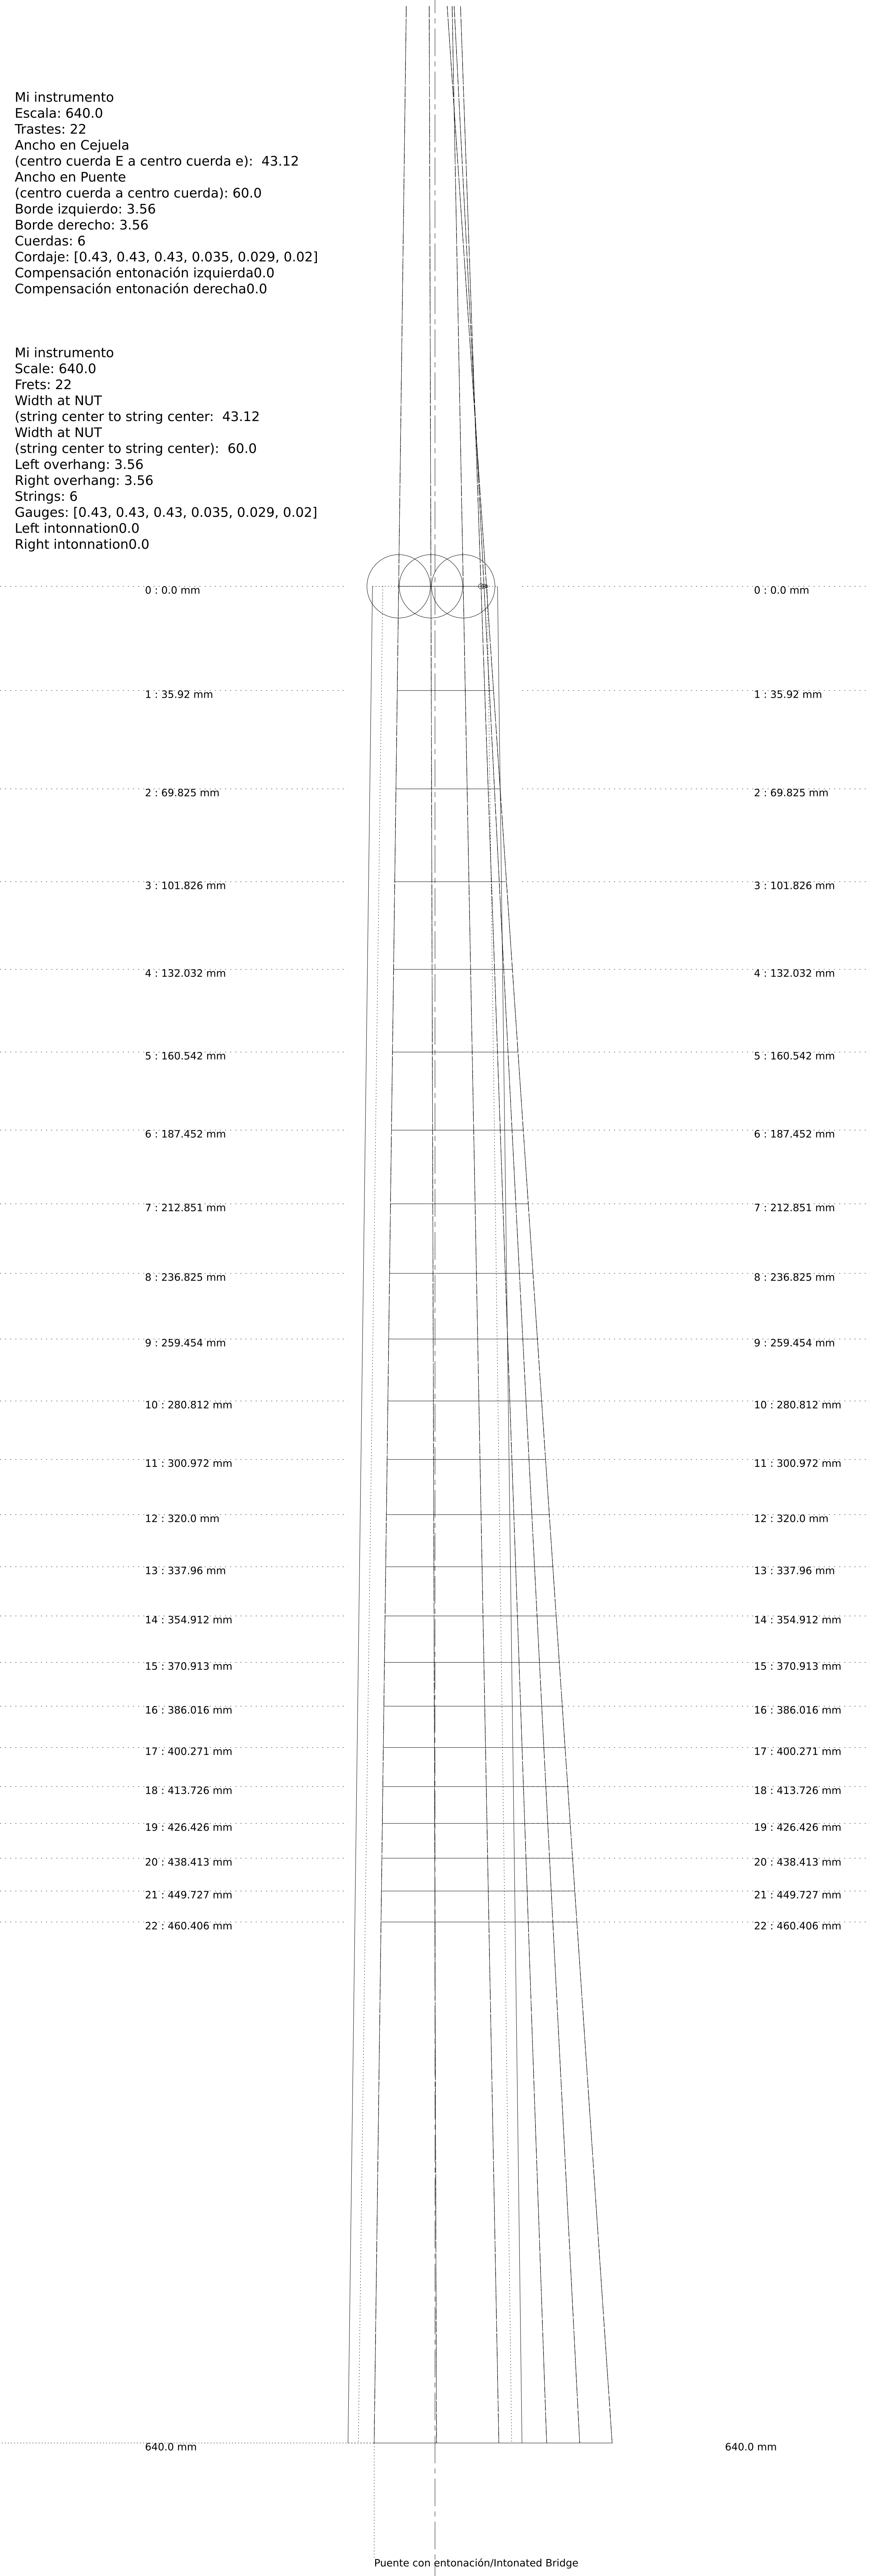 Mi instrumento
Escala: 640.0
Trastes: 22
Ancho en Cejuela
(centro cuerda E a centro cuerda e):  43.12
Ancho en Puente
(centro cuerda a centro cuerda): 60.0
Borde izquierdo: 3.56
Borde derecho: 3.56
Cuerdas: 6
Cordaje: [0.43, 0.43, 0.43, 0.035, 0.029, 0.02]
Compensación entonación izquierda0.0
Compensación entonación derecha0.0
Mi instrumento
Scale: 640.0
Frets: 22
Width at NUT
(string center to string center:  43.12
Width at NUT
(string center to string center):  60.0
Left overhang: 3.56
Right overhang: 3.56
Strings: 6
Gauges: [0.43, 0.43, 0.43, 0.035, 0.029, 0.02]
Left intonnation0.0
Right intonnation0.0
0 : 0.0 mm 0 : 0.0 mm
1 : 35.92 mm 1 : 35.92 mm
2 : 69.825 mm 2 : 69.825 mm
3 : 101.826 mm 3 : 101.826 mm
4 : 132.032 mm 4 : 132.032 mm
5 : 160.542 mm 5 : 160.542 mm
6 : 187.452 mm 6 : 187.452 mm
7 : 212.851 mm 7 : 212.851 mm
8 : 236.825 mm 8 : 236.825 mm
9 : 259.454 mm 9 : 259.454 mm
10 : 280.812 mm 10 : 280.812 mm
11 : 300.972 mm 11 : 300.972 mm
12 : 320.0 mm 12 : 320.0 mm
13 : 337.96 mm 13 : 337.96 mm
14 : 354.912 mm 14 : 354.912 mm
15 : 370.913 mm 15 : 370.913 mm
16 : 386.016 mm 16 : 386.016 mm
17 : 400.271 mm 17 : 400.271 mm
18 : 413.726 mm 18 : 413.726 mm
19 : 426.426 mm 19 : 426.426 mm
20 : 438.413 mm 20 : 438.413 mm
21 : 449.727 mm 21 : 449.727 mm
22 : 460.406 mm 22 : 460.406 mm
640.0 mm 640.0 mm
Puente con entonación/Intonated Bridge